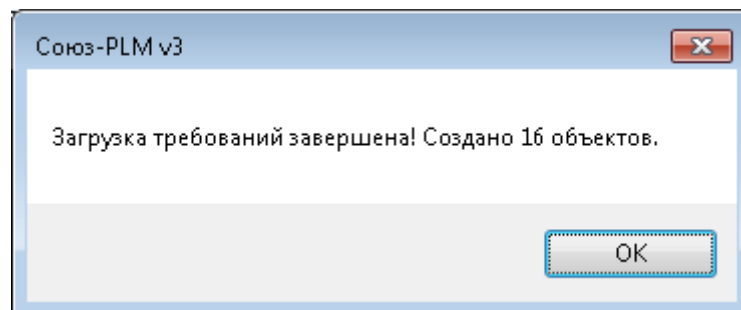 Союз-PLM v3
Загрузка требований завершена! Создано 16 объектов.
OK